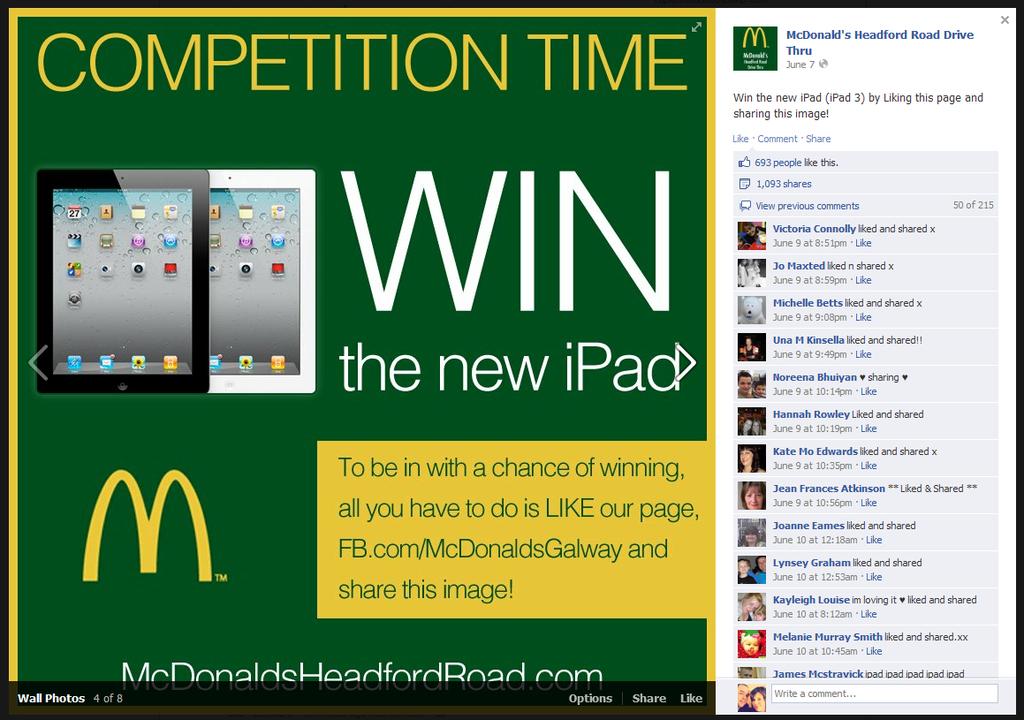 COMPETITION TIME
WIN
the new iPad
To be in with a chance of winning,
all you have to do is LIKE our page,
FB.com/McDonaldsGalway and
share this image!
TM
McDonaldsHeadfordRoad.com
Wall Photos 4 of 8
Options Share Like
McDonald's Headford Road Drive
Thru
June 7
Win the new iPad (iPad 3) by Liking this page and
sharing this image!
Like · Comment · Share
693 people like this.
1,093 shares
View previous comments 50 of 215
Victoria Connolly liked and shared x
June 9 at 8:51pm · Like
Jo Maxted liked n shared x
June 9 at 8:59pm · Like
Michelle Betts liked and shared x
June 9 at 9:08pm · Like
Una M Kinsella liked and shared!!
June 9 at 9:49pm · Like
Noreena Bhuiyan ♥ sharing ♥
June 9 at 10:14pm · Like
Hannah Rowley Liked and shared
June 9 at 10:19pm · Like
Kate Mo Edwards liked and shared x
June 9 at 10:35pm · Like
Jean Frances Atkinson ** Liked & Shared **
June 9 at 10:56pm · Like
Joanne Eames liked and shared
June 10 at 12:18am · Like
Lynsey Graham liked and shared
June 10 at 12:53am · Like
Kayleigh Louise im loving it ♥ liked and shared
June 10 at 8:12am · Like
Melanie Murray Smith liked and shared.xx
June 10 at 10:45am · Like
James Mcstravick ipad ipad ipad ipad ipad
Write a comment...